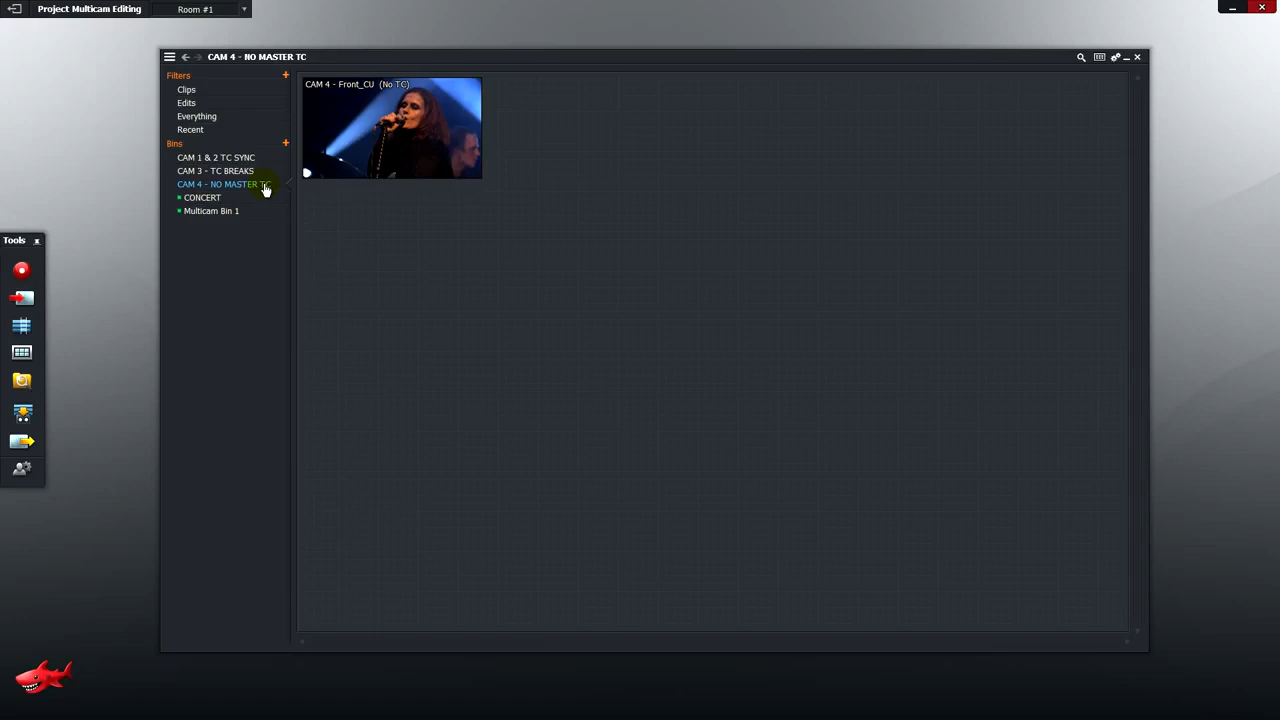 Project Multicam Editing
Room #1
CAM 4 - NO MASTER TC
Filters
Clips
Edits
Everything
Recent
Bins
CAM 1 & 2 TC SYNC
CAM 3 - TC BREAKS
CAM 4 - NO MASTER TC
CONCERT
Multicam Bin 1
CAM 4 - Front_CU (No TC)
Tools